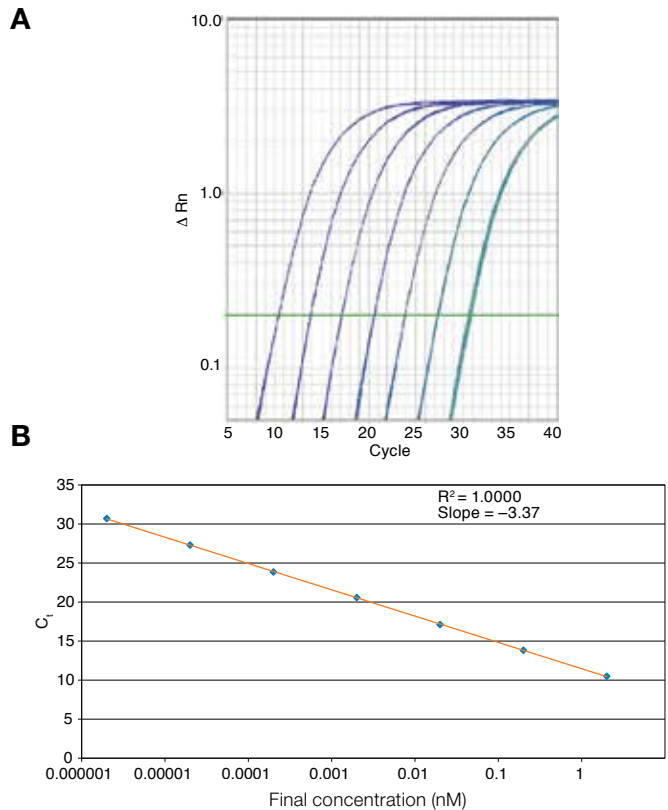 A
10.0
1.0
0.1
Δ Rn
5 10 15 20 25 30 35 40
Cycle
B
R² = 1.0000
Slope = –3.37
35
30
25
20
15
10
5
0
Cₜ
0.000001 0.00001 0.0001 0.001 0.01 0.1 1
Final concentration (nM)